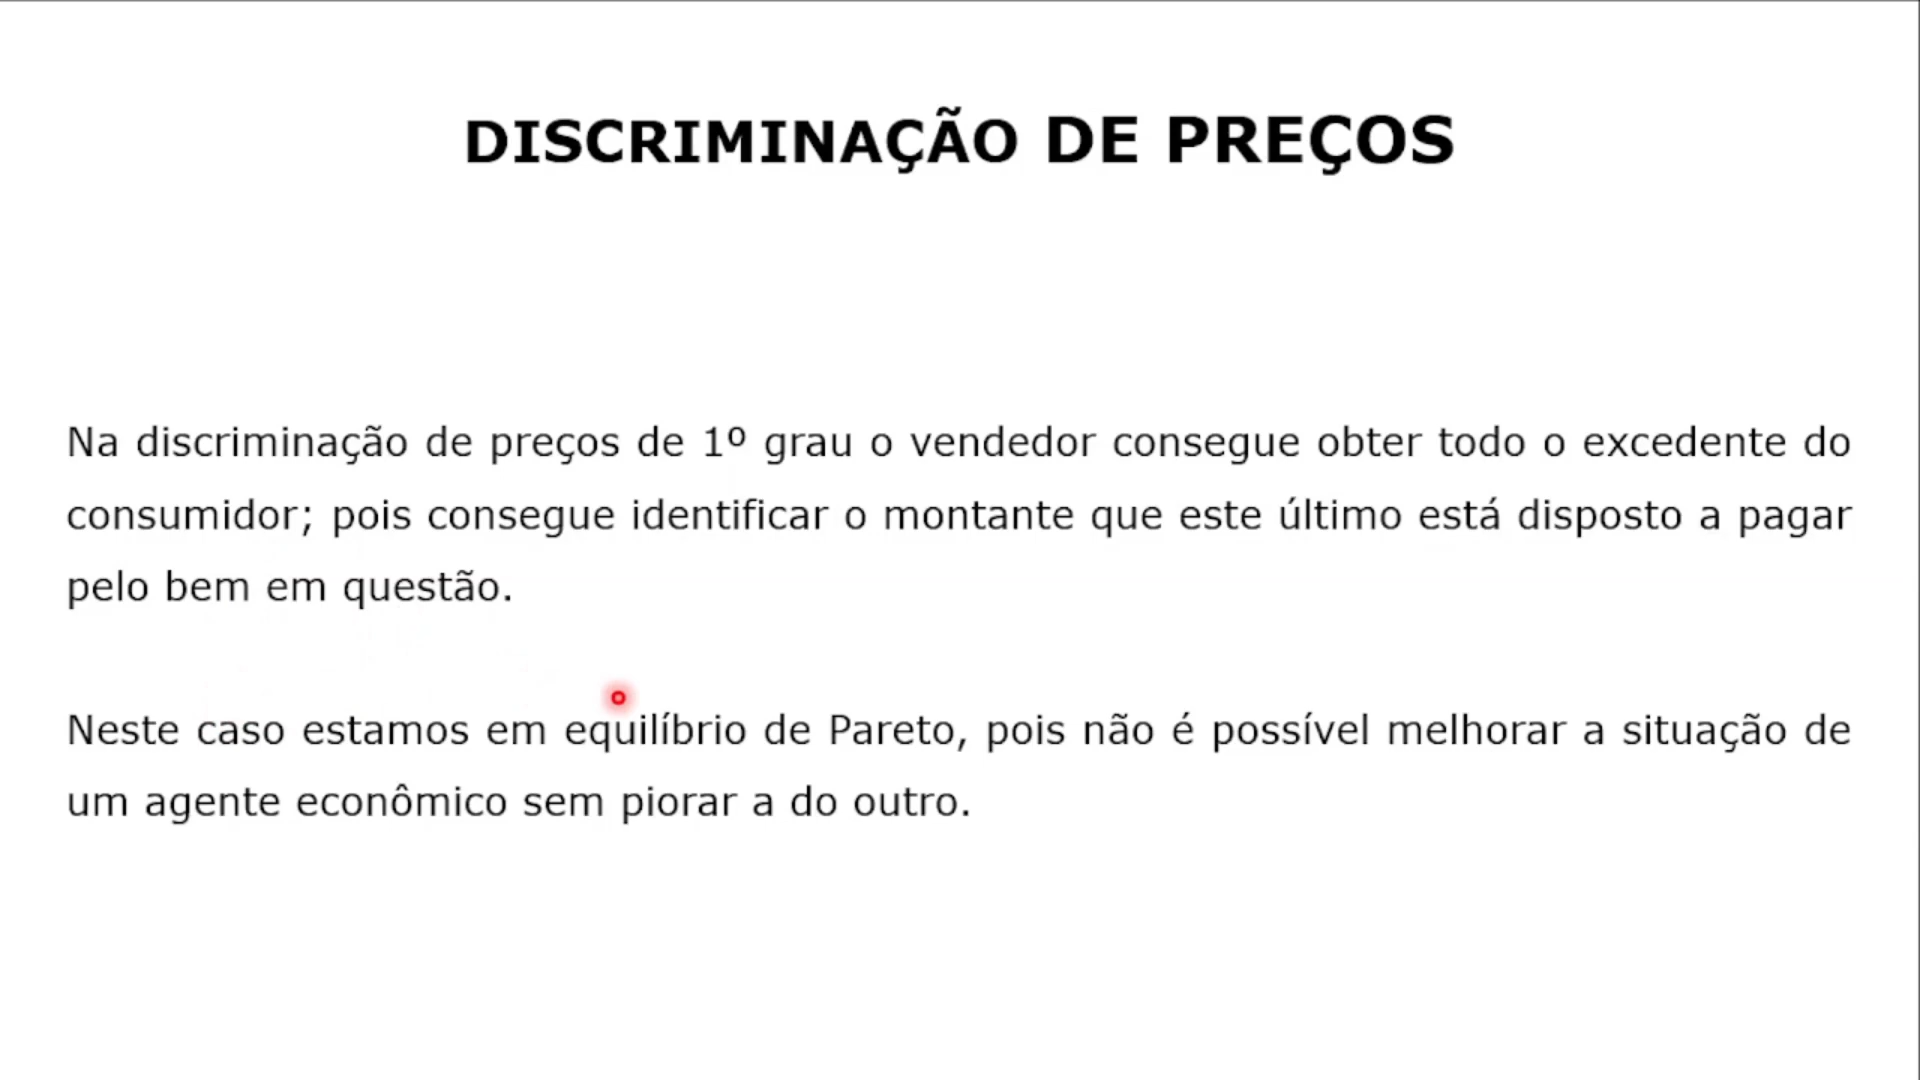 DISCRIMINAÇÃO DE PREÇOS
Na discriminação de preços de 1º grau o vendedor consegue obter todo o excedente do
consumidor; pois consegue identificar o montante que este último está disposto a pagar
pelo bem em questão.
Neste caso estamos em equilíbrio de Pareto, pois não é possível melhorar a situação de
um agente econômico sem piorar a do outro.